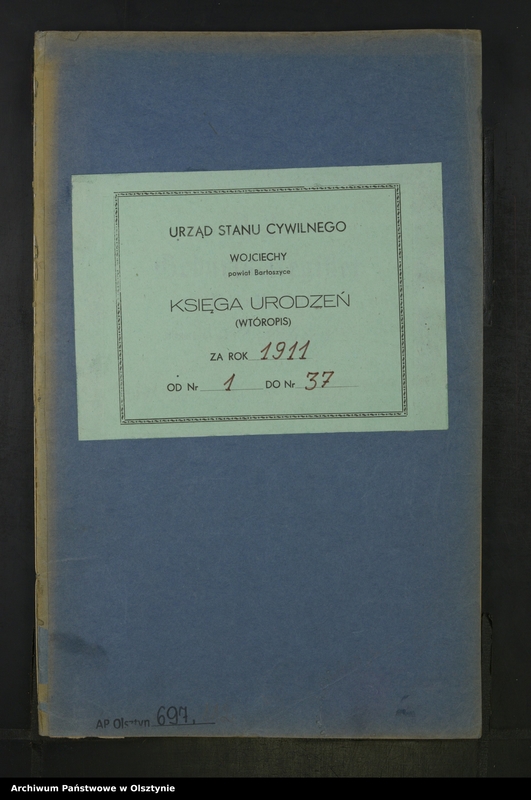 URZĄD STANU CYWILNEGO
WOJCIECHY
powiat Bartoszyce
KSIĘGA URODZEŃ
(WTÓROPIS)
ZA ROK 1911
OD Nr 1 DO Nr 37
AP Olsztyn 697.
Archiwum Państwowe w Olsztynie